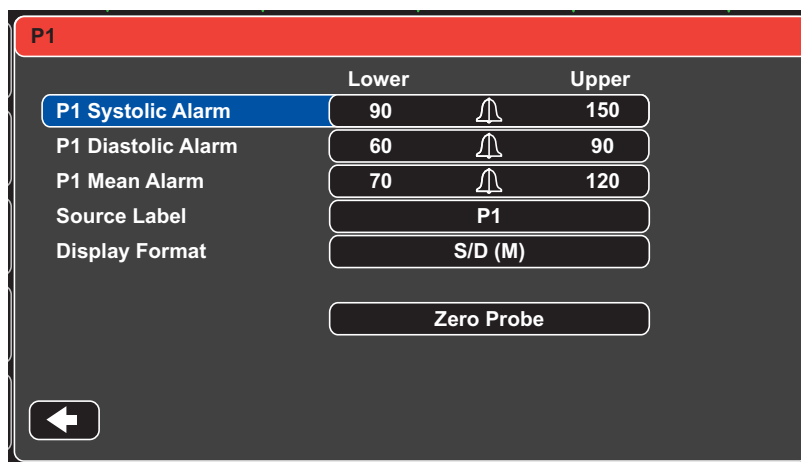 P1
Lower Upper
P1 Systolic Alarm 90 150
P1 Diastolic Alarm 60 90
P1 Mean Alarm 70 120
Source Label P1
Display Format S/D (M)
Zero Probe